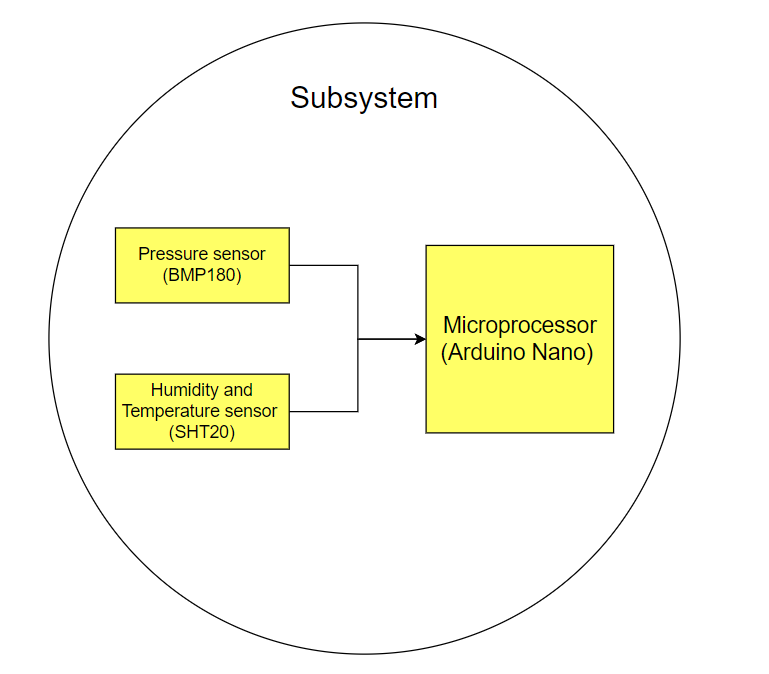 Subsystem
Pressure sensor
(BMP180)
Humidity and
Temperature sensor
(SHT20)
Microprocessor
(Arduino Nano)